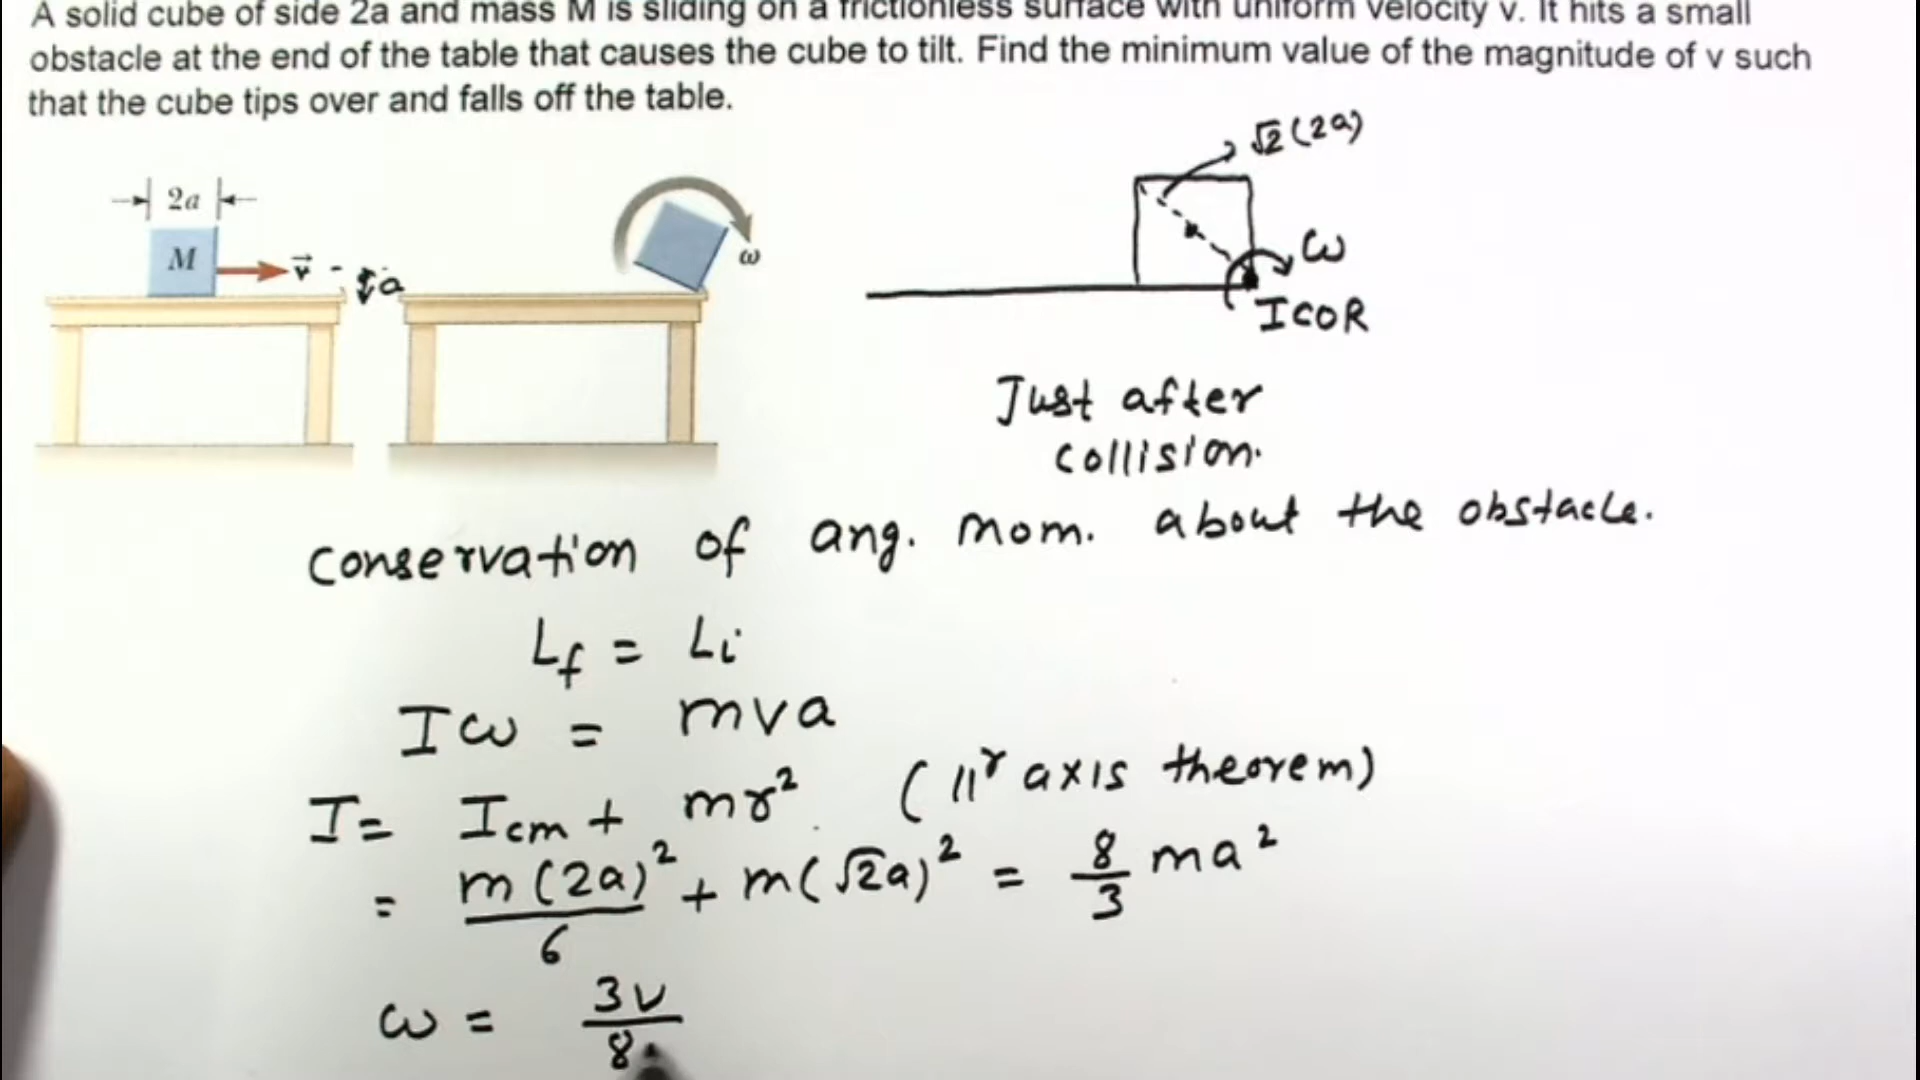 A solid cube of side 2a and mass M is sliding on a frictionless surface with uniform velocity v. It hits a small
obstacle at the end of the table that causes the cube to tilt. Find the minimum value of the magnitude of v such
that the cube tips over and falls off the table.
√2(2a)
2a
M
v⃗
a
ω
ω
ICOR
Just after
collision.
Conservation of ang. mom. about the obstacle.
Lf = Li
Iω = mva
I = Icm + mr² (11r axis theorem)
= m(2a)²/6 + m(√2a)² = 8/3 ma²
ω = 3v/8